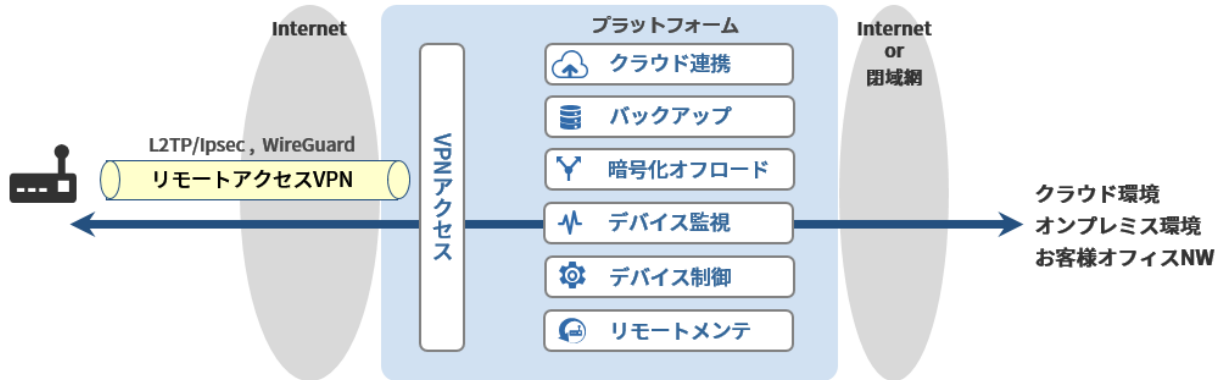 Internet
L2TP/Ipsec , WireGuard
リモートアクセスVPN
プラットフォーム
VPNアクセス
クラウド連携
バックアップ
暗号化オフロード
デバイス監視
デバイス制御
リモートメンテ
Internet
or
閉域網
クラウド環境
オンプレミス環境
お客様オフィスNW